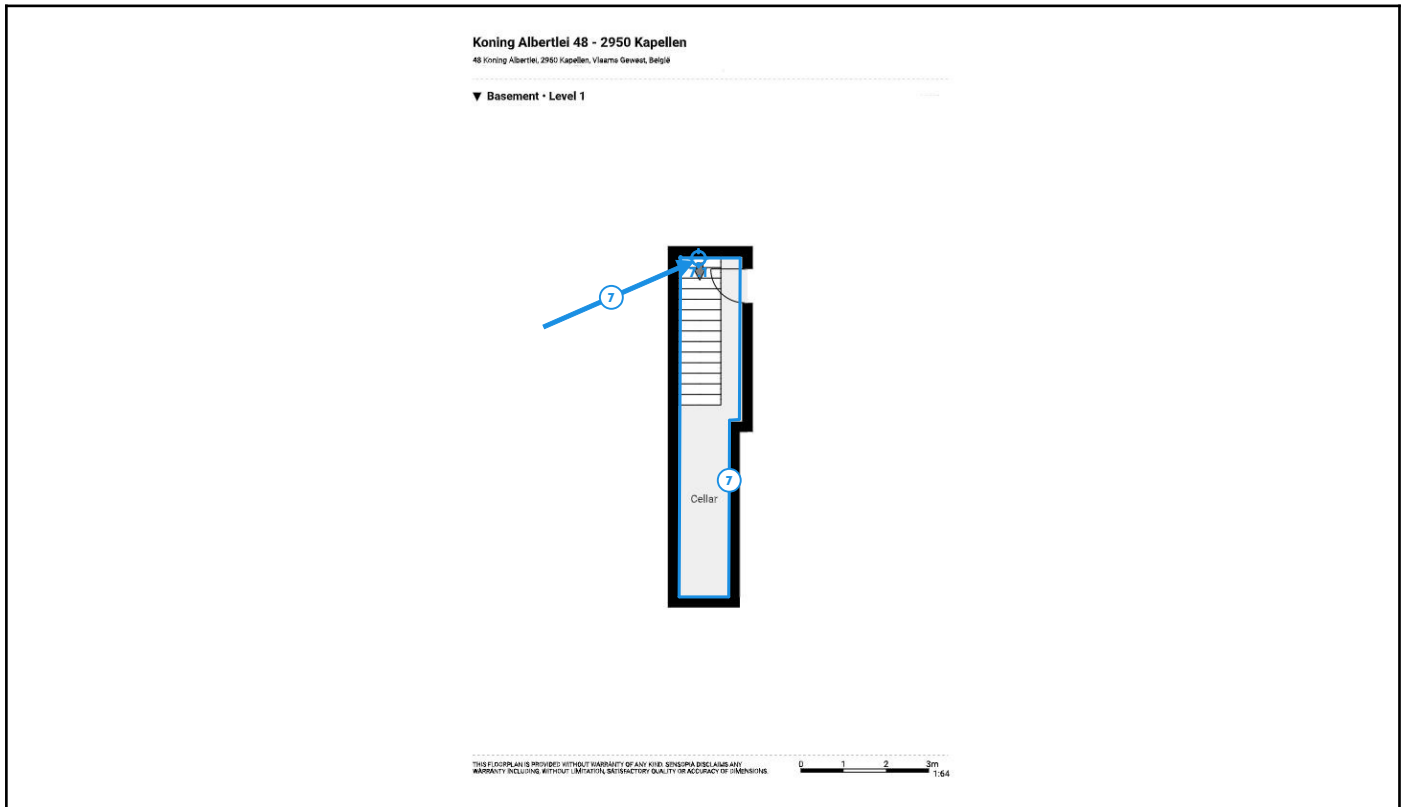 Koning Albertlei 48 - 2950 Kapellen
48 Koning Albertlei, 2950 Kapellen, Vlaams Gewest, België
▼ Basement • Level 1
7
7
Cellar
THIS FLOORPLAN IS PROVIDED WITHOUT WARRANTY OF ANY KIND. SENSOPIA DISCLAIMS ANY
WARRANTY INCLUDING, WITHOUT LIMITATION, SATISFACTORY QUALITY OR ACCURACY OF DIMENSIONS.
0 1 2 3m
1:64